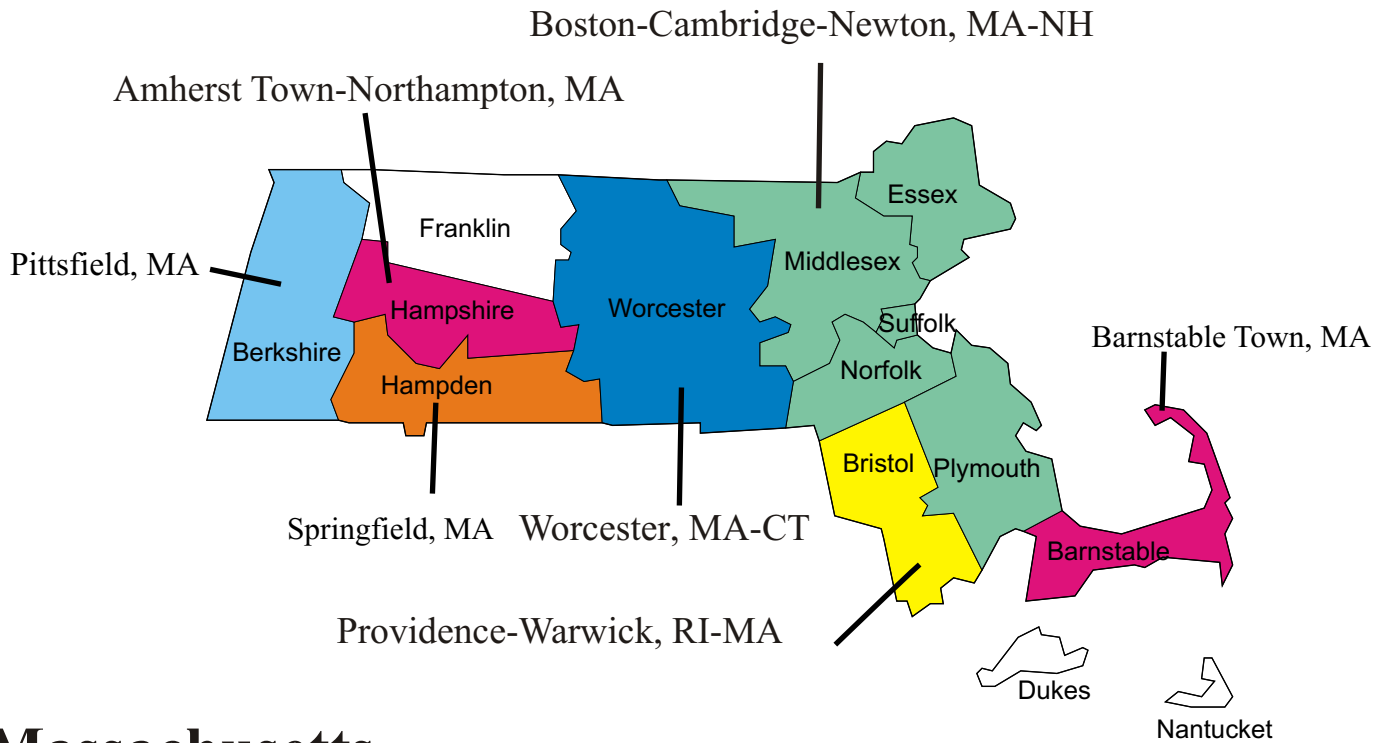 Boston-Cambridge-Newton, MA-NH
Amherst Town-Northampton, MA
Essex
Franklin
Middlesex
Pittsfield, MA
Hampshire
Worcester
Suffolk
Barnstable Town, MA
Berkshire
Norfolk
Hampden
Bristol
Plymouth
Springfield, MA
Worcester, MA-CT
Barnstable
Providence-Warwick, RI-MA
Dukes
Nantucket
Massachusetts